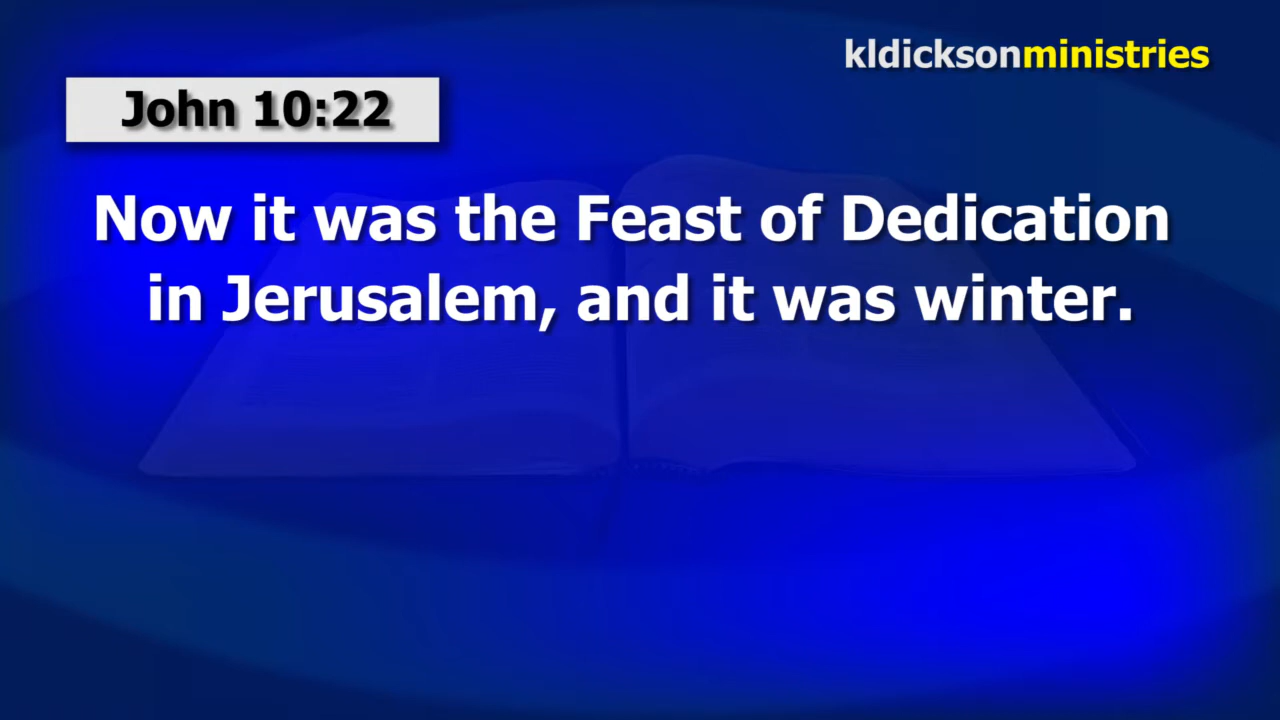 kldicksonministries
John 10:22
Now it was the Feast of Dedication
in Jerusalem, and it was winter.